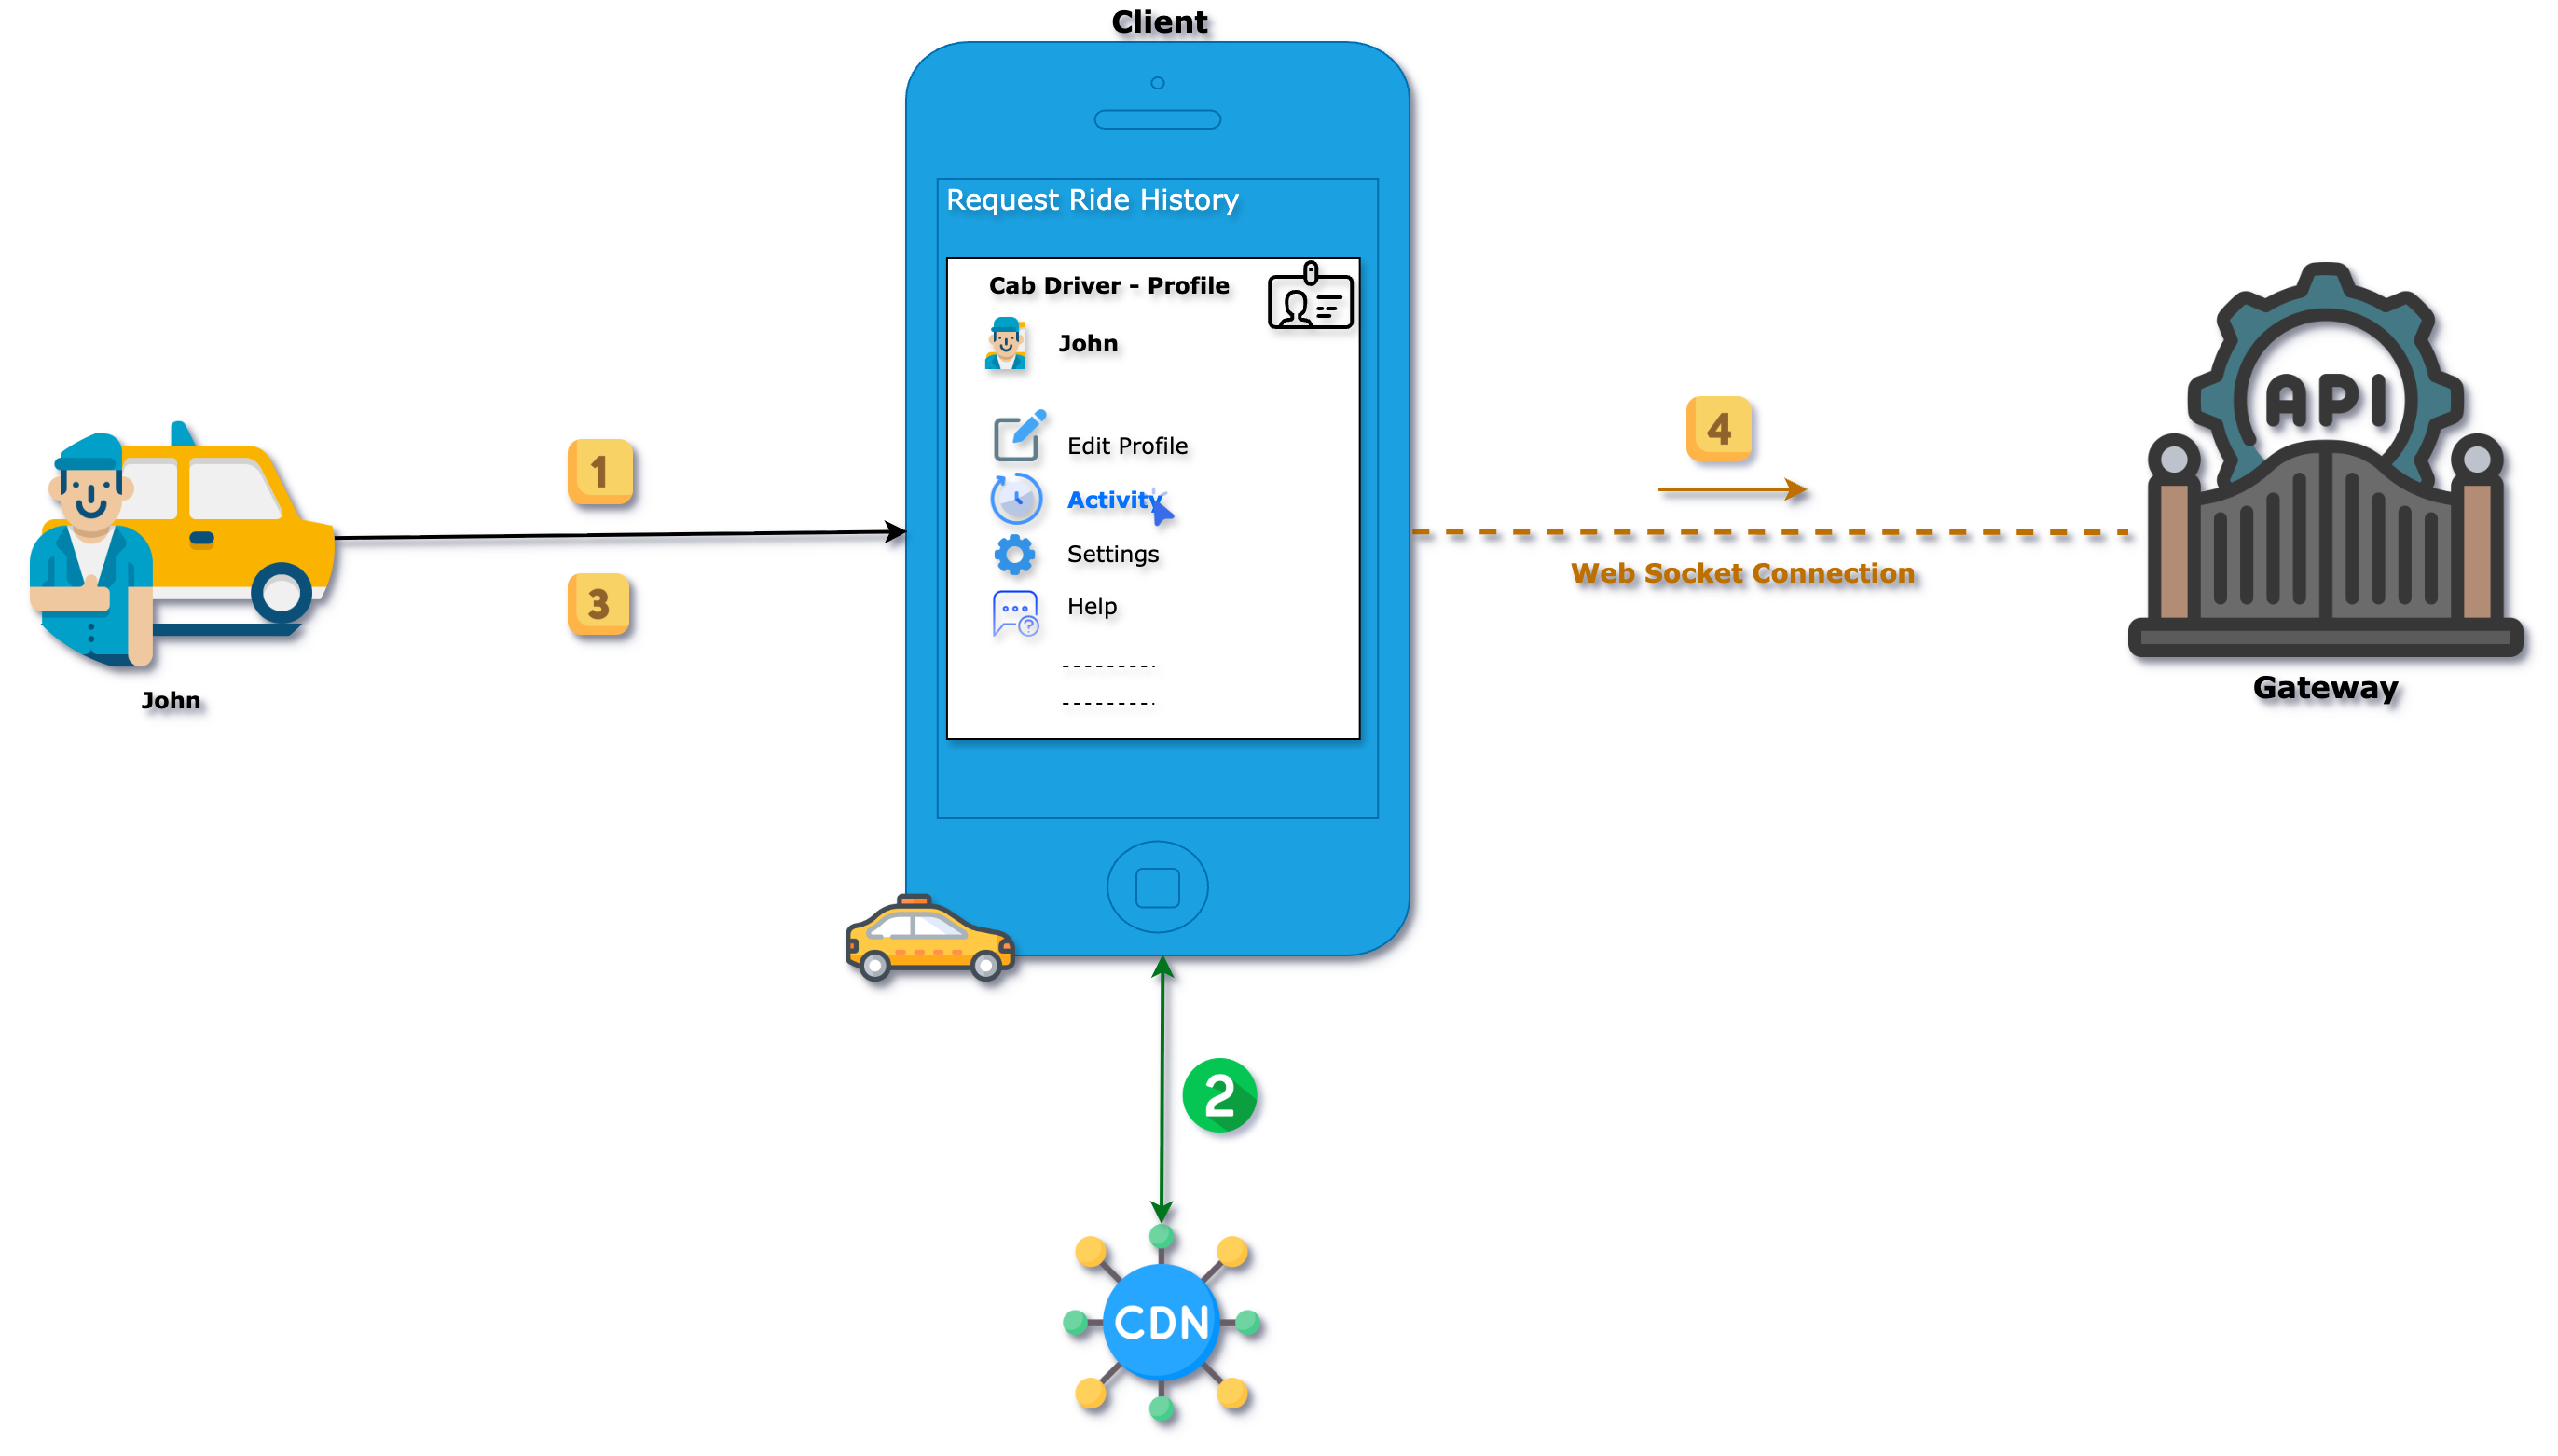 Client
Request Ride History
Cab Driver - Profile
John
Edit Profile
Activity
Settings
Help
John
1
3
4
Web Socket Connection
API
Gateway
2
CDN